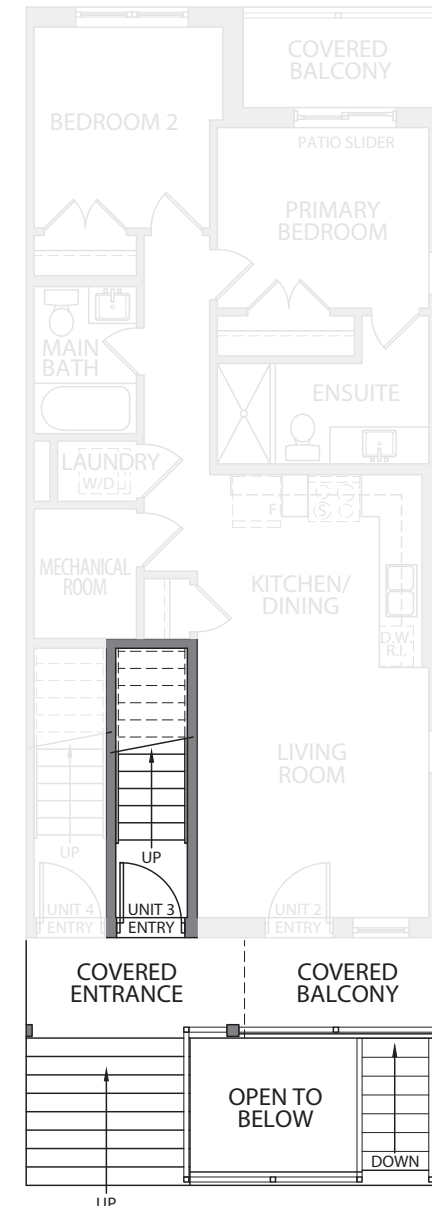 COVERED
BALCONY
BEDROOM 2
PATIO SLIDER
PRIMARY
BEDROOM
MAIN
BATH
ENSUITE
LAUNDRY
W/D
F
S
MECHANICAL
ROOM
KITCHEN/
DINING
D.W.
R.I.
LIVING
ROOM
UP
UP
UNIT 4
ENTRY
UNIT 3
ENTRY
UNIT 2
ENTRY
COVERED
ENTRANCE
COVERED
BALCONY
OPEN TO
BELOW
DOWN
UP